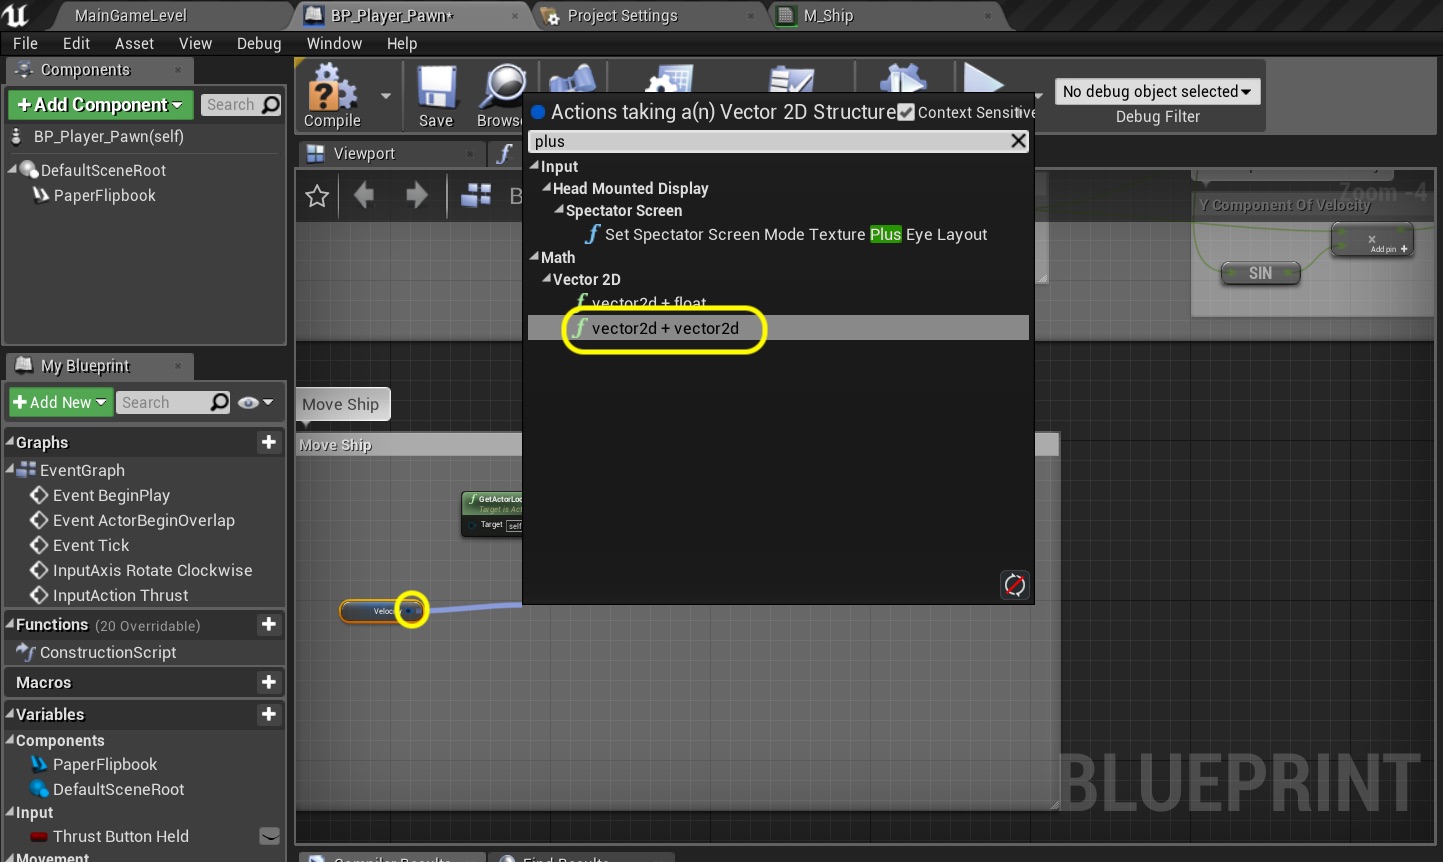 MainGameLevel
BP_Player_Pawn*
Project Settings
M_Ship
File Edit Asset View Debug Window Help
Components
+Add Component
Search
BP_Player_Pawn(self)
DefaultSceneRoot
PaperFlipbook
Compile
Save
Brows
No debug object selected
Debug Filter
Viewport
f
B
Zoom -4
Actions taking a(n) Vector 2D Structure
Context Sensitive
plus
Input
Head Mounted Display
Spectator Screen
f Set Spectator Screen Mode Texture Plus Eye Layout
Math
Vector 2D
f vector2d + float
f vector2d + vector2d
Y Component Of Velocity
×
Add pin +
SIN
My Blueprint
+Add New
Search
Graphs
EventGraph
Event BeginPlay
Event ActorBeginOverlap
Event Tick
InputAxis Rotate Clockwise
InputAction Thrust
Functions (20 Overridable)
f ConstructionScript
Macros
Variables
Components
PaperFlipbook
DefaultSceneRoot
Input
Thrust Button Held
Movement
Move Ship
Move Ship
f GetActorLoc
Target is Act
Target self
Velocity
BLUEPRINT
Compiler Results
Find Results